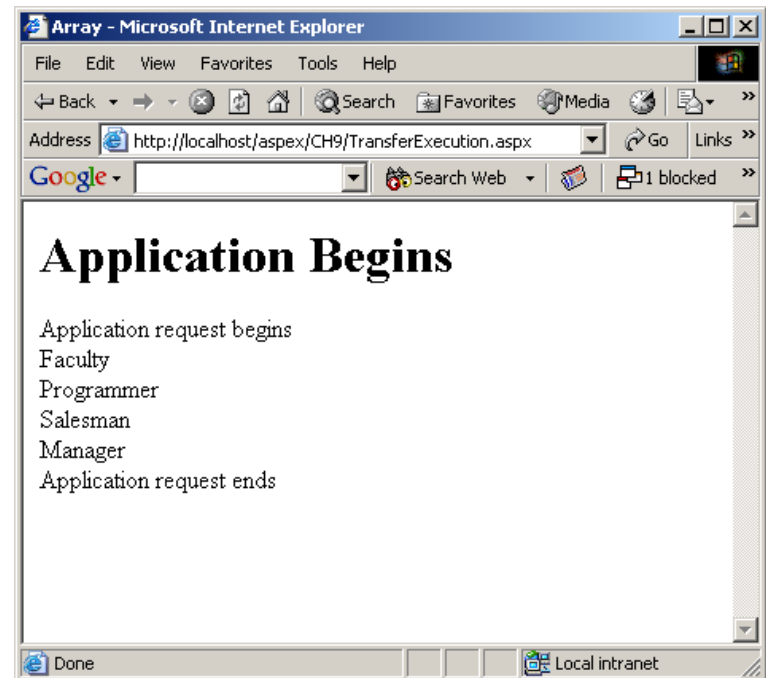 Array - Microsoft Internet Explorer
File Edit View Favorites Tools Help
Back Search Favorites Media »
Address http://localhost/aspex/CH9/TransferExecution.aspx Go Links »
Google Search Web 1 blocked »
Application Begins
Application request begins
Faculty
Programmer
Salesman
Manager
Application request ends
Done Local intranet